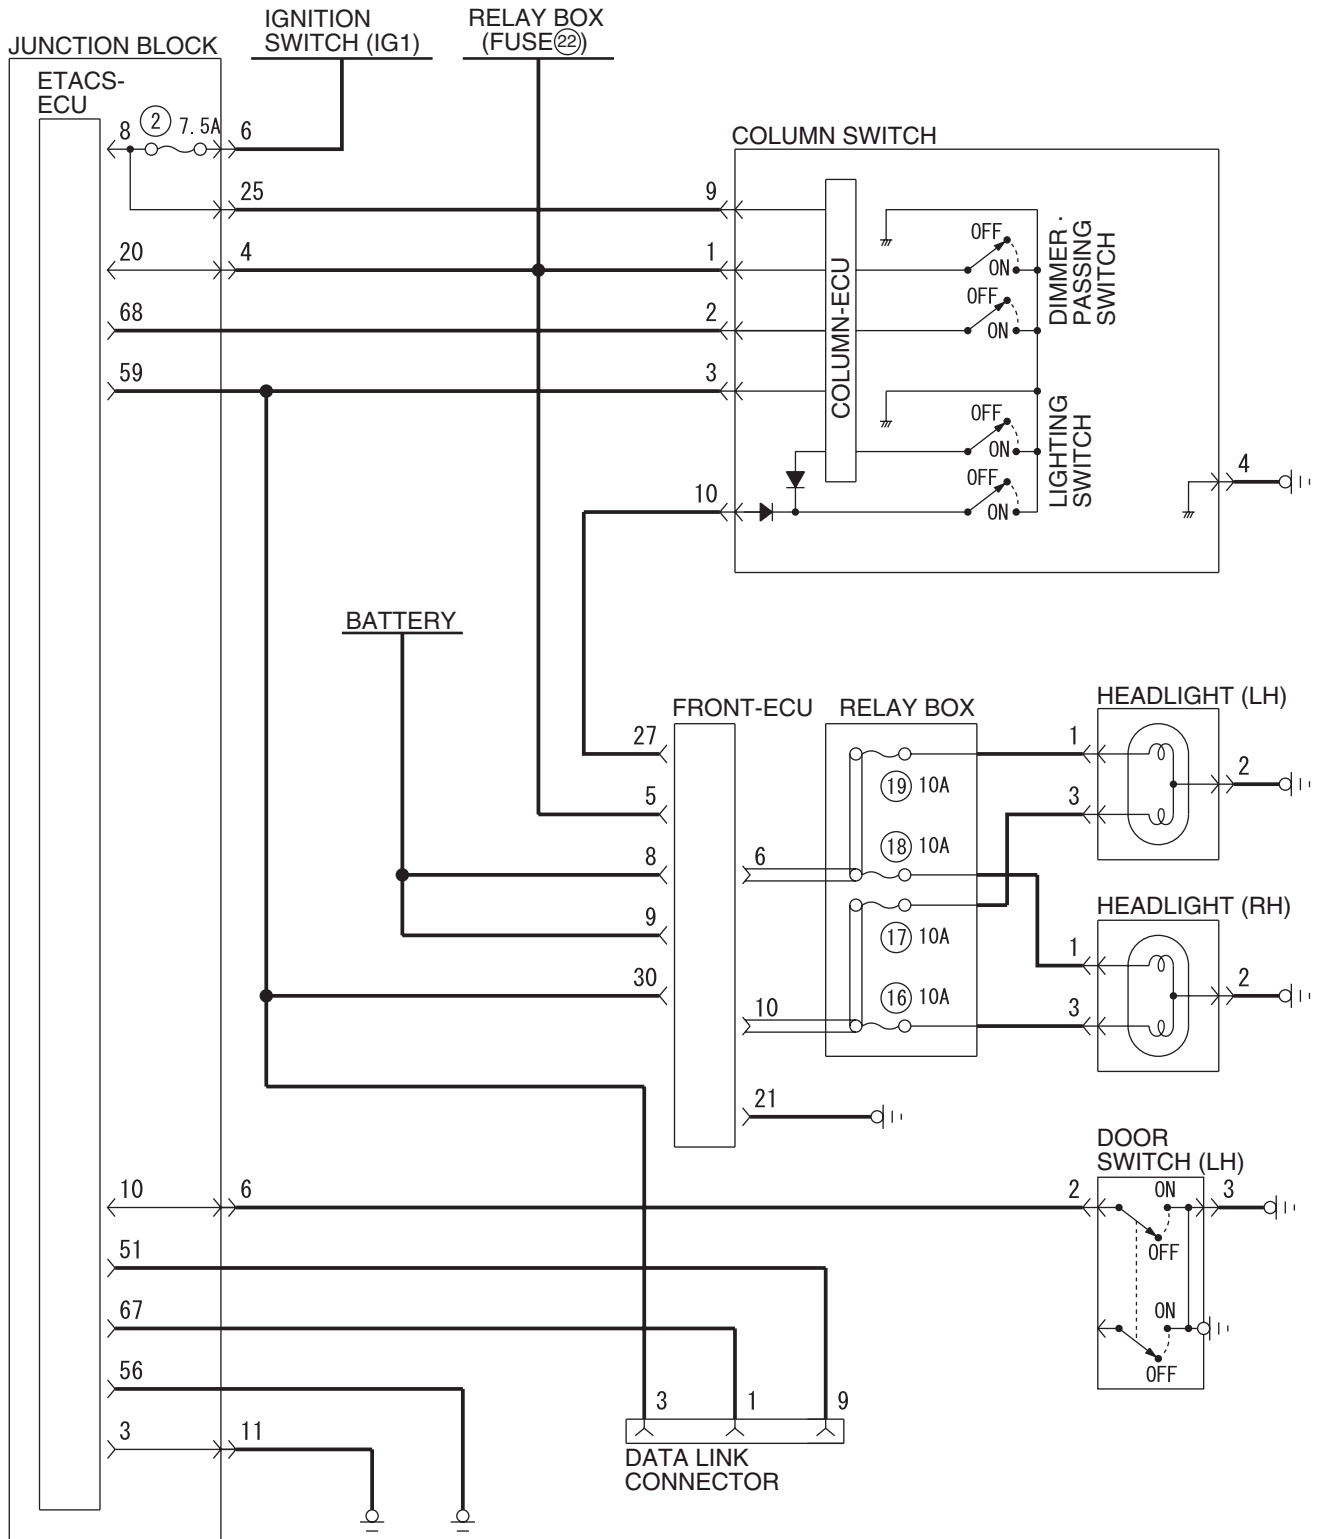 IGNITION
SWITCH (IG1)
RELAY BOX
(FUSE㉒)
JUNCTION BLOCK
ETACS-
ECU
8
② 7.5A
6
25
9
20
4
1
68
2
59
3
COLUMN SWITCH
COLUMN-ECU
OFF
ON
OFF
ON
DIMMER ·
PASSING
SWITCH
OFF
ON
OFF
ON
LIGHTING
SWITCH
4
10
BATTERY
FRONT-ECU
RELAY BOX
HEADLIGHT (LH)
27
5
8
9
30
6
10
21
⑲ 10A
⑱ 10A
⑰ 10A
⑯ 10A
1
3
2
HEADLIGHT (RH)
1
3
2
DOOR
SWITCH (LH)
10
6
2
ON
OFF
3
ON
OFF
51
67
56
3
11
3
1
9
DATA LINK
CONNECTOR